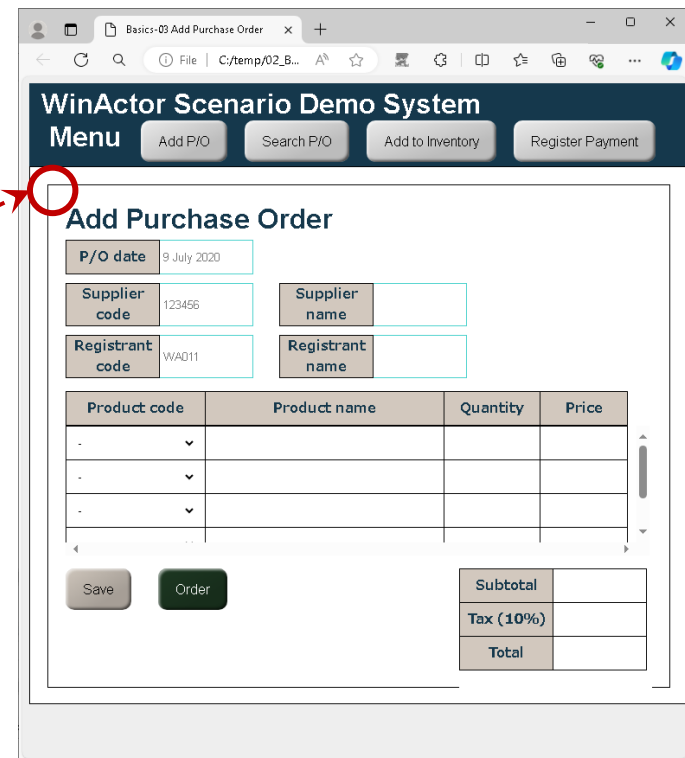 Basics-03 Add Purchase Order
File C:/temp/02_B...
WinActor Scenario Demo System
Menu Add P/O Search P/O Add to Inventory Register Payment
Add Purchase Order
P/O date 9 July 2020
Supplier code 123456 Supplier name
Registrant code WA011 Registrant name
Product code Product name Quantity Price
-
-
-
Save Order
Subtotal
Tax (10%)
Total